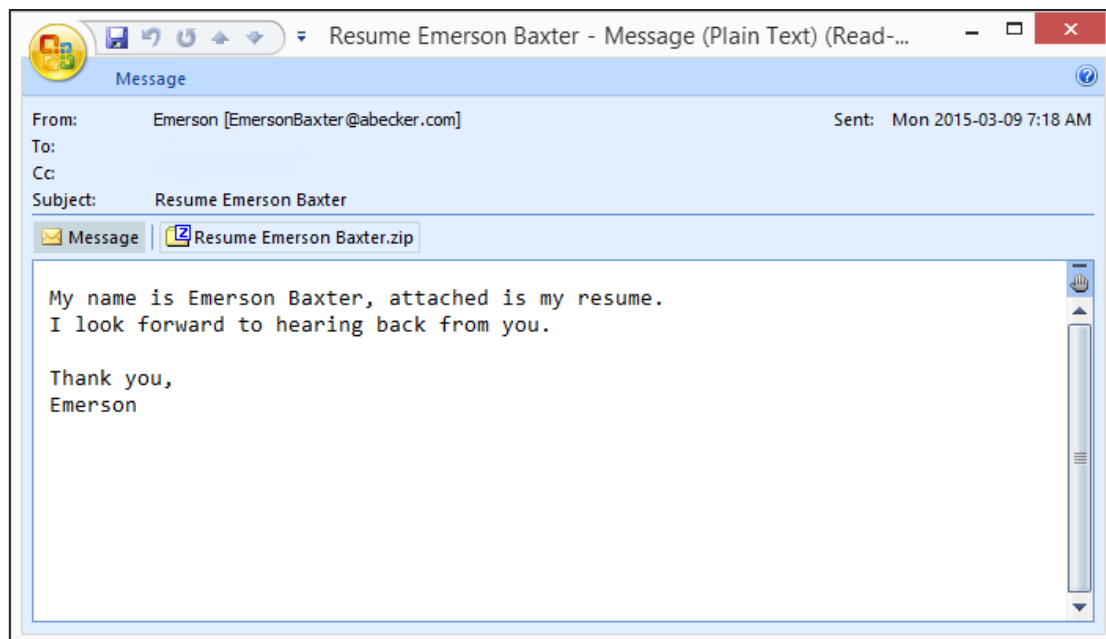 Resume Emerson Baxter - Message (Plain Text) (Read-...
Message
From: Emerson [EmersonBaxter@abecker.com] Sent: Mon 2015-03-09 7:18 AM
To:
Cc:
Subject: Resume Emerson Baxter
Message Resume Emerson Baxter.zip
My name is Emerson Baxter, attached is my resume.
I look forward to hearing back from you.
Thank you,
Emerson